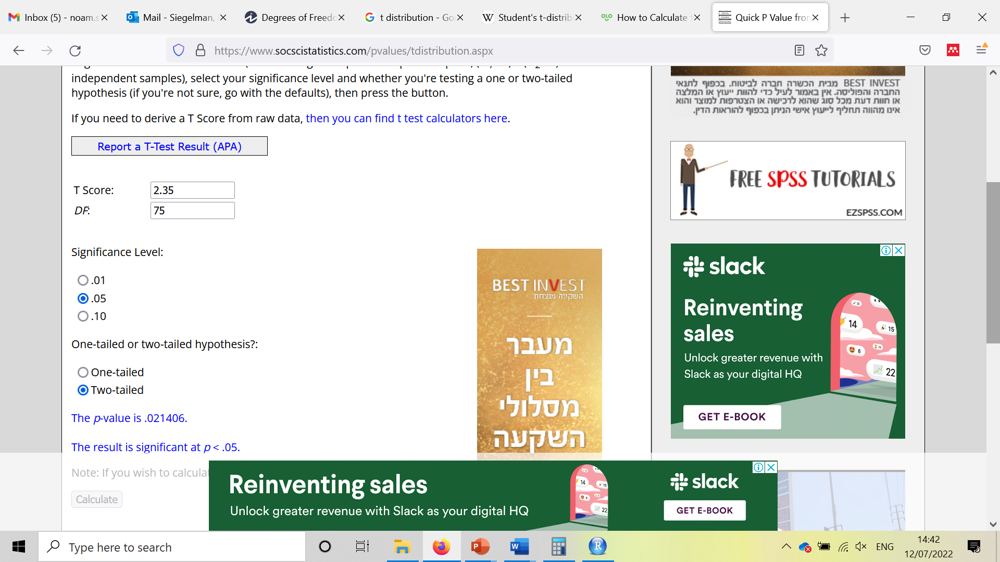 Inbox (5) - noam.s
Mail - Siegelman,
Degrees of Freedo
t distribution - Go
Student's t-distrib
How to Calculate t
Quick P Value fron
https://www.socscistatistics.com/pvalues/tdistribution.aspx
independent samples), select your significance level and whether you're testing a one or two-tailed
hypothesis (if you're not sure, go with the defaults), then press the button.
If you need to derive a T Score from raw data, then you can find t test calculators here.
Report a T-Test Result (APA)
T Score:
2.35
DF:
75
Significance Level:
.01
.05
.10
One-tailed or two-tailed hypothesis?:
One-tailed
Two-tailed
The p-value is .021406.
The result is significant at p < .05.
Note: If you wish to calculat
Calculate
BEST INVEST
השקיעה מנצחת
מעבר
בין
מסלולי
השקעה
BEST INVEST מבית הכשרה חברה לביטוח. בכפוף לתנאי
החברה והפוליסה. אין באמור לעיל כדי להוות ייעוץ או המלצה
או חוות דעת מכל סוג שהוא לרכישה או הצטרפות למוצר והוא
אינו מהווה תחליף לייעוץ אישי הניתן בכפוף להוראות הדין.
FREE SPSS TUTORIALS
EZSPSS.COM
slack
Reinventing
sales
Unlock greater revenue with
Slack as your digital HQ
GET E-BOOK
22
14
15
8
19
22
Reinventing sales
Unlock greater revenue with Slack as your digital HQ
14
15
8
22
slack
GET E-BOOK
Type here to search
ENG
14:42
12/07/2022